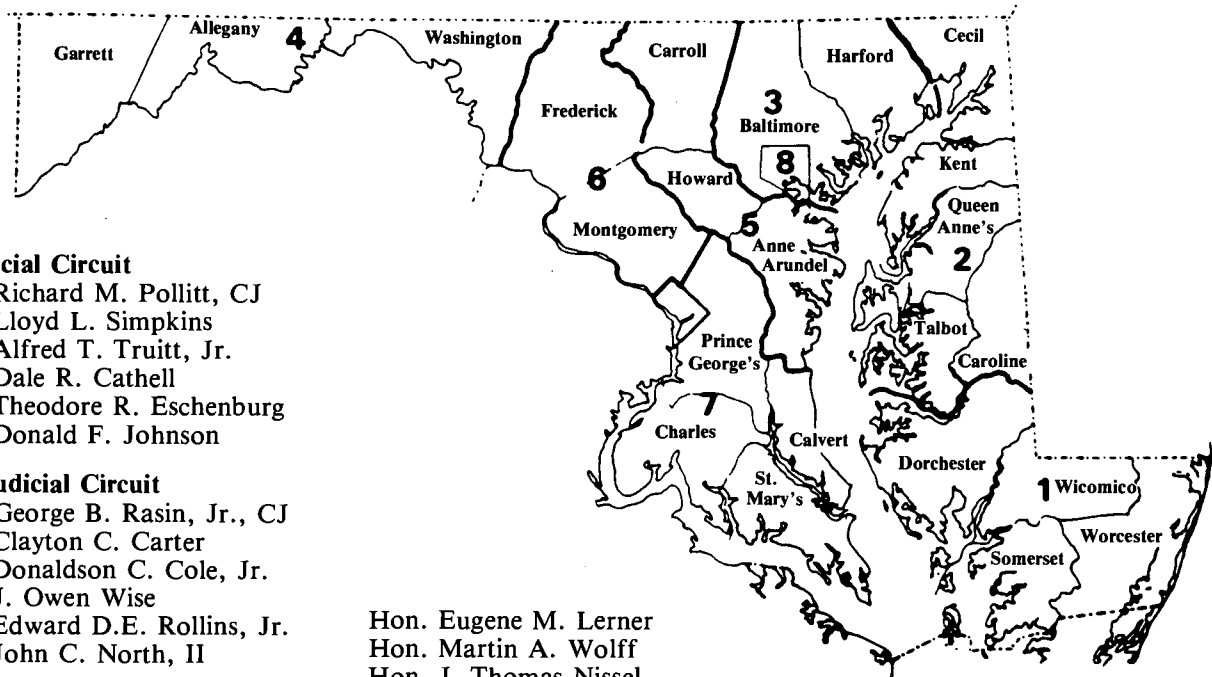 Garrett
Allegany
4
Washington
Frederick
Carroll
Harford
Cecil
3
Baltimore
8
Kent
6
Howard
Queen
Anne's
Montgomery
5
Anne
Arundel
2
Talbot
Prince
George's
Caroline
7
Charles
Calvert
St.
Mary's
Dorchester
1 Wicomico
Worcester
Somerset
cial Circuit
Richard M. Pollitt, CJ
Lloyd L. Simpkins
Alfred T. Truitt, Jr.
Dale R. Cathell
Theodore R. Eschenburg
Donald F. Johnson
udicial Circuit
George B. Rasin, Jr., CJ
Clayton C. Carter
Donaldson C. Cole, Jr.
J. Owen Wise
Edward D.E. Rollins, Jr.
John C. North, II
Hon. Eugene M. Lerner
Hon. Martin A. Wolff
Hon. J. Thomas Nissel